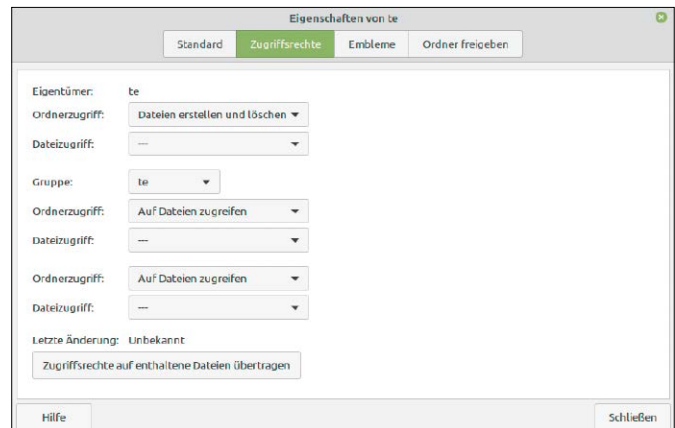 Eigenschaften von te
Standard Zugriffsrechte Embleme Ordner freigeben
Eigentümer: te
Ordnerzugriff: Dateien erstellen und löschen
Dateizugriff: ---
Gruppe: te
Ordnerzugriff: Auf Dateien zugreifen
Dateizugriff: ---
Ordnerzugriff: Auf Dateien zugreifen
Dateizugriff: ---
Letzte Änderung: Unbekannt
Zugriffsrechte auf enthaltene Dateien übertragen
Hilfe Schließen